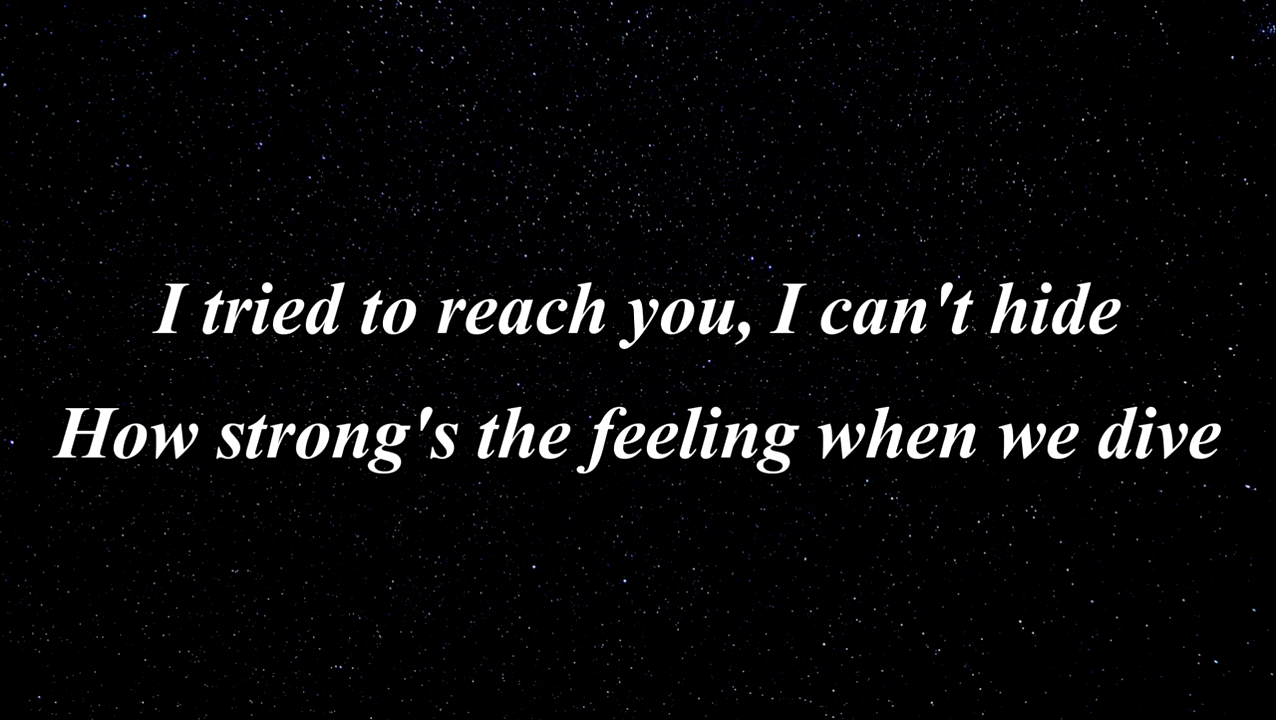 I tried to reach you, I can't hide
How strong's the feeling when we dive